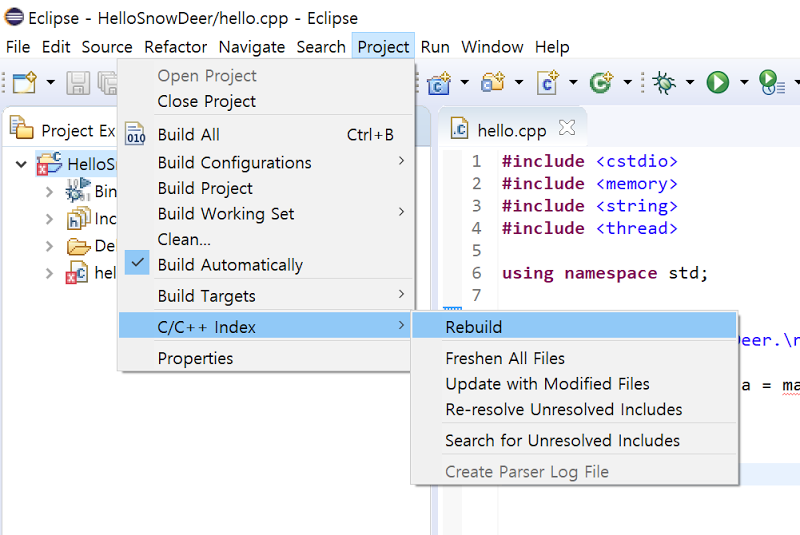 Eclipse - HelloSnowDeer/hello.cpp - Eclipse
File Edit Source Refactor Navigate Search Project Run Window Help
Project Ex
HelloSn
Bin
Inc
De
hel
Open Project
Close Project
010 Build All Ctrl+B
Build Configurations
Build Project
Build Working Set
Clean...
Build Automatically
Build Targets
C/C++ Index
Properties
Rebuild
Freshen All Files
Update with Modified Files
Re-resolve Unresolved Includes
Search for Unresolved Includes
Create Parser Log File
hello.cpp
1 #include <cstdio>
2 #include <memory>
3 #include <string>
4 #include <thread>
5
6 using namespace std;
7
Deer.\n
a = ma